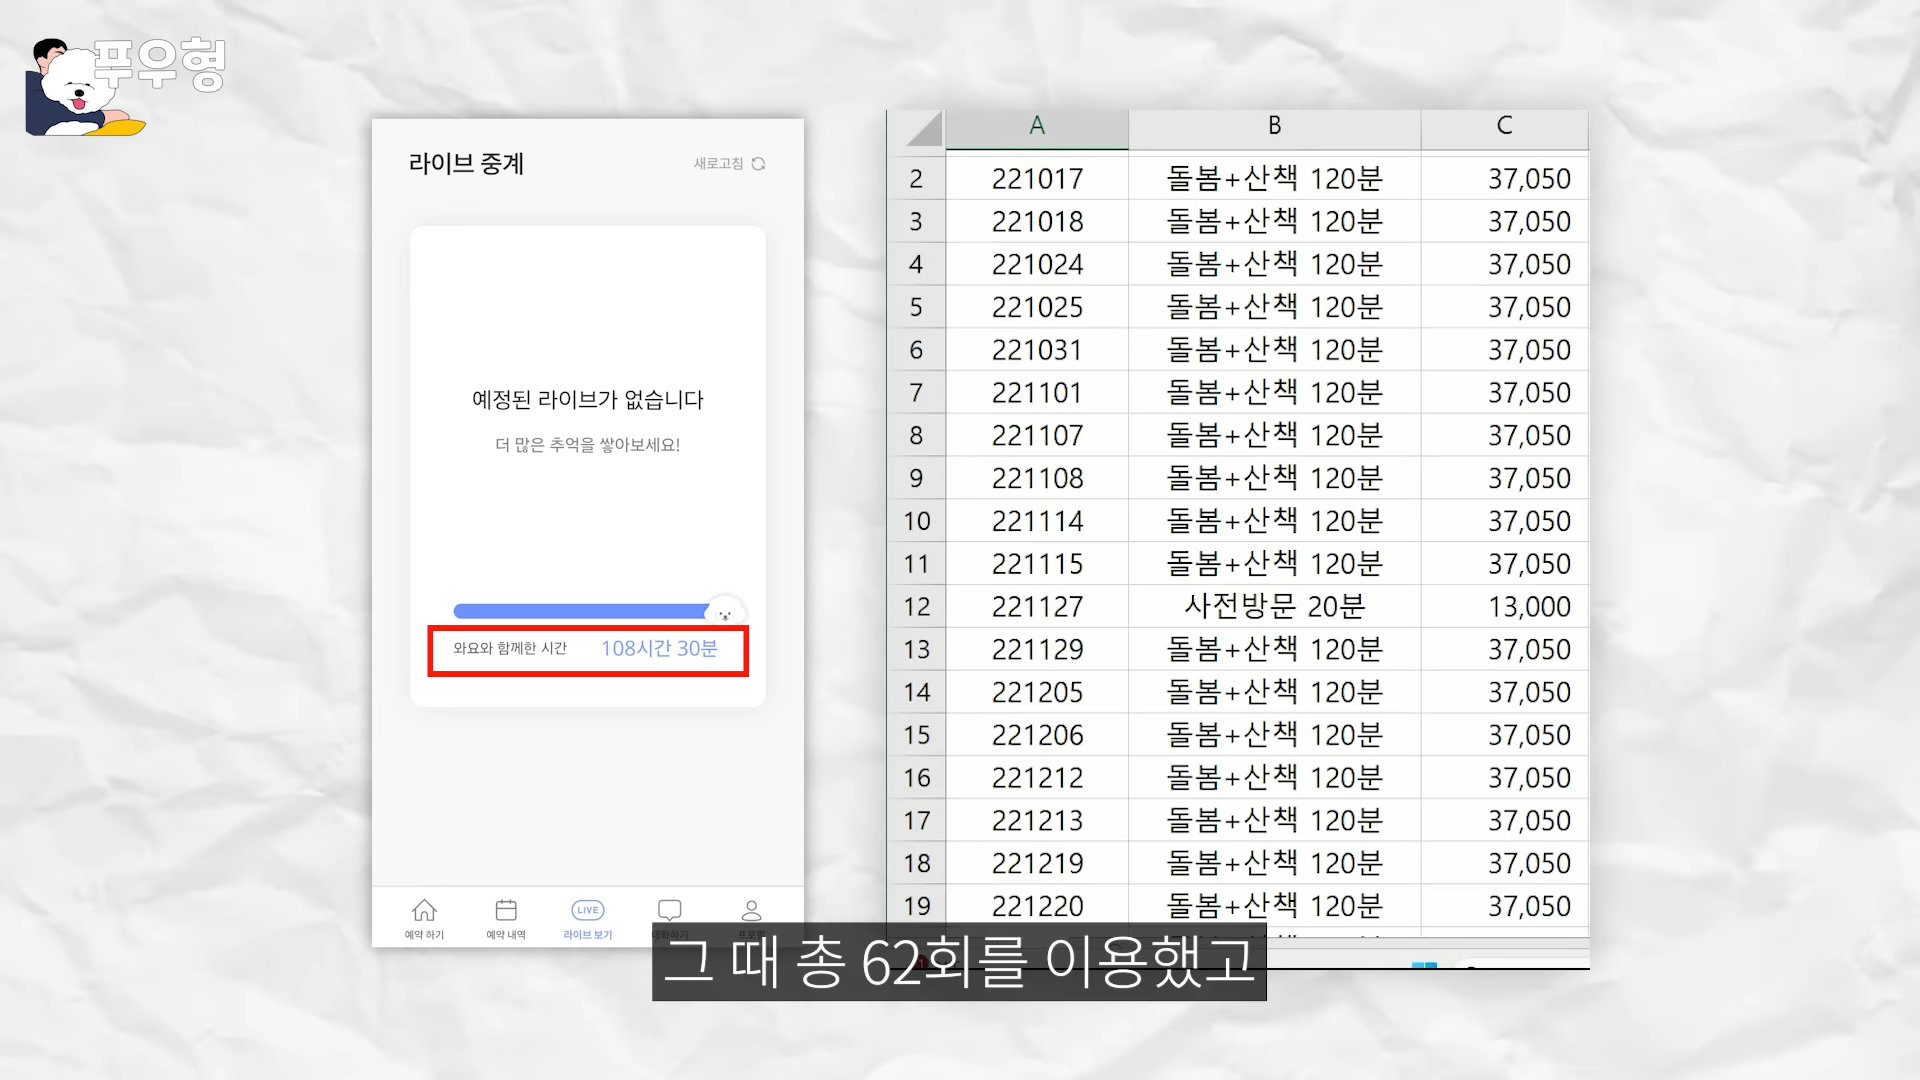 푸우형
라이브 중계
새로고침
예정된 라이브가 없습니다
더 많은 추억을 쌓아보세요!
와요와 함께한 시간 108시간 30분
예약 하기
예약 내역
LIVE
라이브 보기
대화하기
프로필
A B C
2 221017 돌봄+산책 120분 37,050
3 221018 돌봄+산책 120분 37,050
4 221024 돌봄+산책 120분 37,050
5 221025 돌봄+산책 120분 37,050
6 221031 돌봄+산책 120분 37,050
7 221101 돌봄+산책 120분 37,050
8 221107 돌봄+산책 120분 37,050
9 221108 돌봄+산책 120분 37,050
10 221114 돌봄+산책 120분 37,050
11 221115 돌봄+산책 120분 37,050
12 221127 사전방문 20분 13,000
13 221129 돌봄+산책 120분 37,050
14 221205 돌봄+산책 120분 37,050
15 221206 돌봄+산책 120분 37,050
16 221212 돌봄+산책 120분 37,050
17 221213 돌봄+산책 120분 37,050
18 221219 돌봄+산책 120분 37,050
19 221220 돌봄+산책 120분 37,050
그 때 총 62회를 이용했고